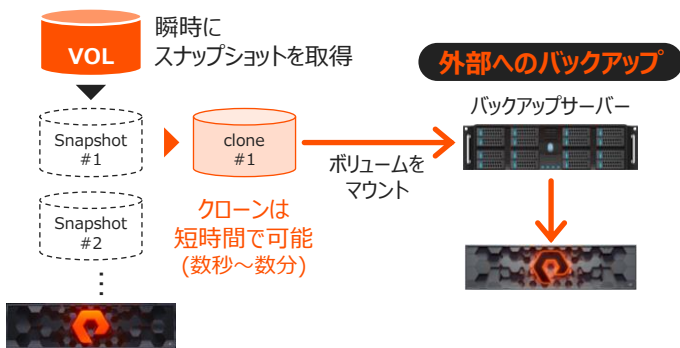 VOL
瞬時に
スナップショットを取得
外部へのバックアップ
バックアップサーバー
Snapshot
#1
clone
#1
ボリュームを
マウント
Snapshot
#2
クローンは
短時間で可能
(数秒～数分)